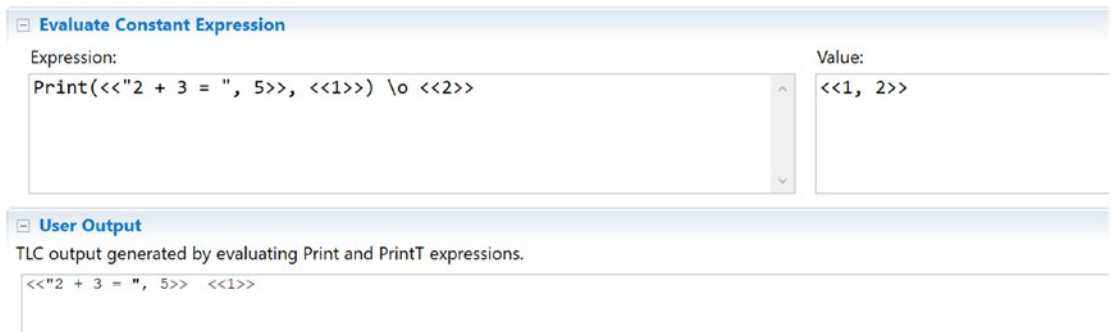 Evaluate Constant Expression
Expression:
Value:
Print(<<"2 + 3 = ", 5>>, <<1>>) \o <<2>>
<<1, 2>>
User Output
TLC output generated by evaluating Print and PrintT expressions.
<<"2 + 3 = ", 5>>  <<1>>